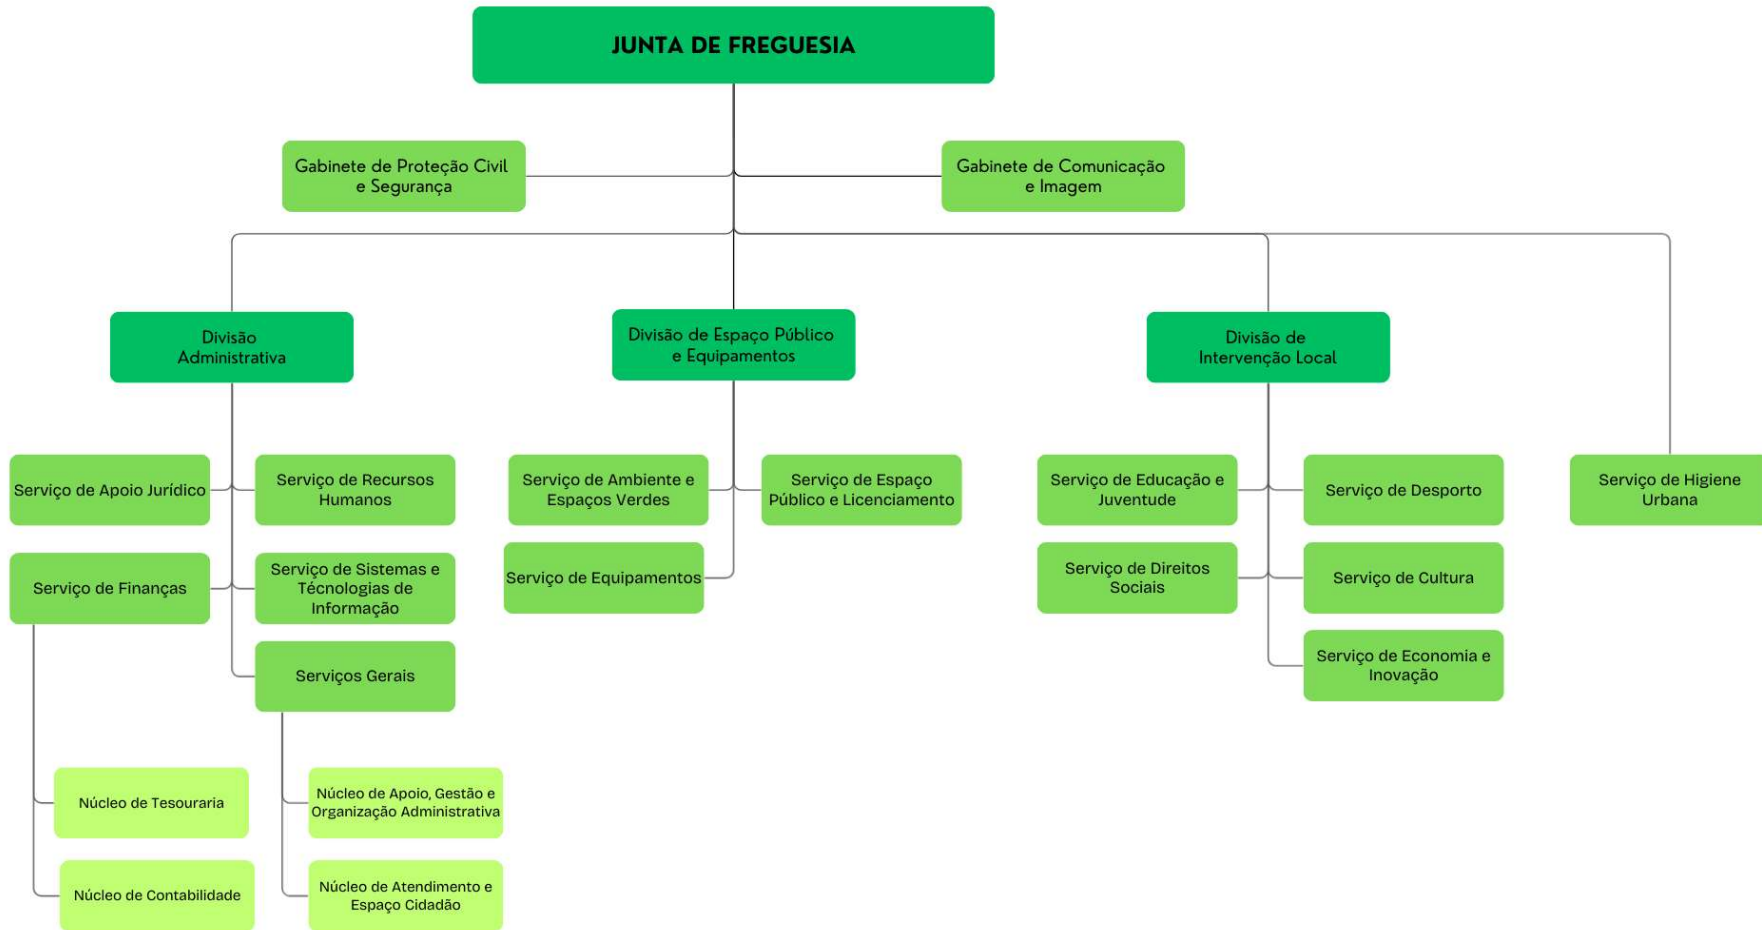 JUNTA DE FREGUESIA
Gabinete de Proteção Civil
e Segurança
Gabinete de Comunicação
e Imagem
Divisão
Administrativa
Divisão de Espaço Público
e Equipamentos
Divisão de
Intervenção Local
Serviço de Apoio Jurídico
Serviço de Recursos
Humanos
Serviço de Ambiente e
Espaços Verdes
Serviço de Espaço
Público e Licenciamento
Serviço de Educação e
Juventude
Serviço de Desporto
Serviço de Higiene
Urbana
Serviço de Finanças
Serviço de Sistemas e
Técnologias de
Informação
Serviço de Equipamentos
Serviço de Direitos
Sociais
Serviço de Cultura
Serviços Gerais
Serviço de Economia e
Inovação
Núcleo de Tesouraria
Núcleo de Apoio, Gestão e
Organização Administrativa
Núcleo de Contabilidade
Núcleo de Atendimento e
Espaço Cidadão